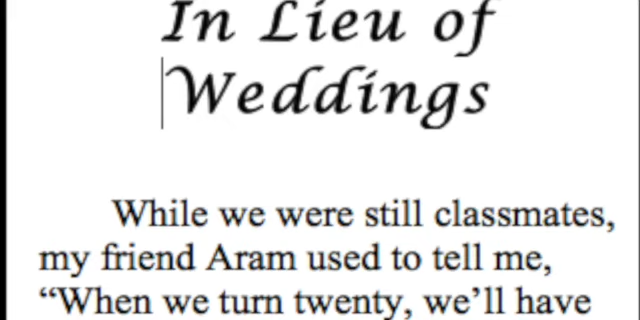 In Lieu of
Weddings
While we were still classmates,
my friend Aram used to tell me,
“When we turn twenty, we’ll have